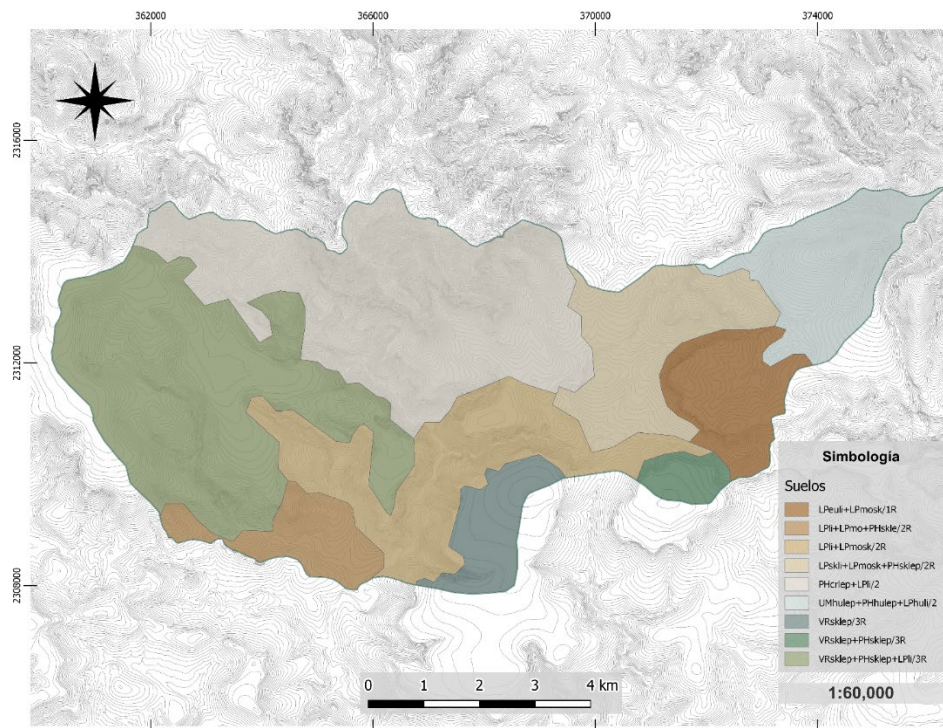 362000 366000 370000 374000
2316000
2312000
2308000
Simbología
Suelos
LPeuli+LPmosk/1R
LPli+LPmo+PHskle/2R
LPli+LPmosk/2R
LPskli+LPmosk+PHsklep/2R
PHcrlep+LPli/2
UMhulep+PHhulep+LPhuli/2
VRsklep/3R
VRsklep+PHsklep/3R
VRsklep+PHsklep+LPli/3R
0 1 2 3 4 km
1:60,000